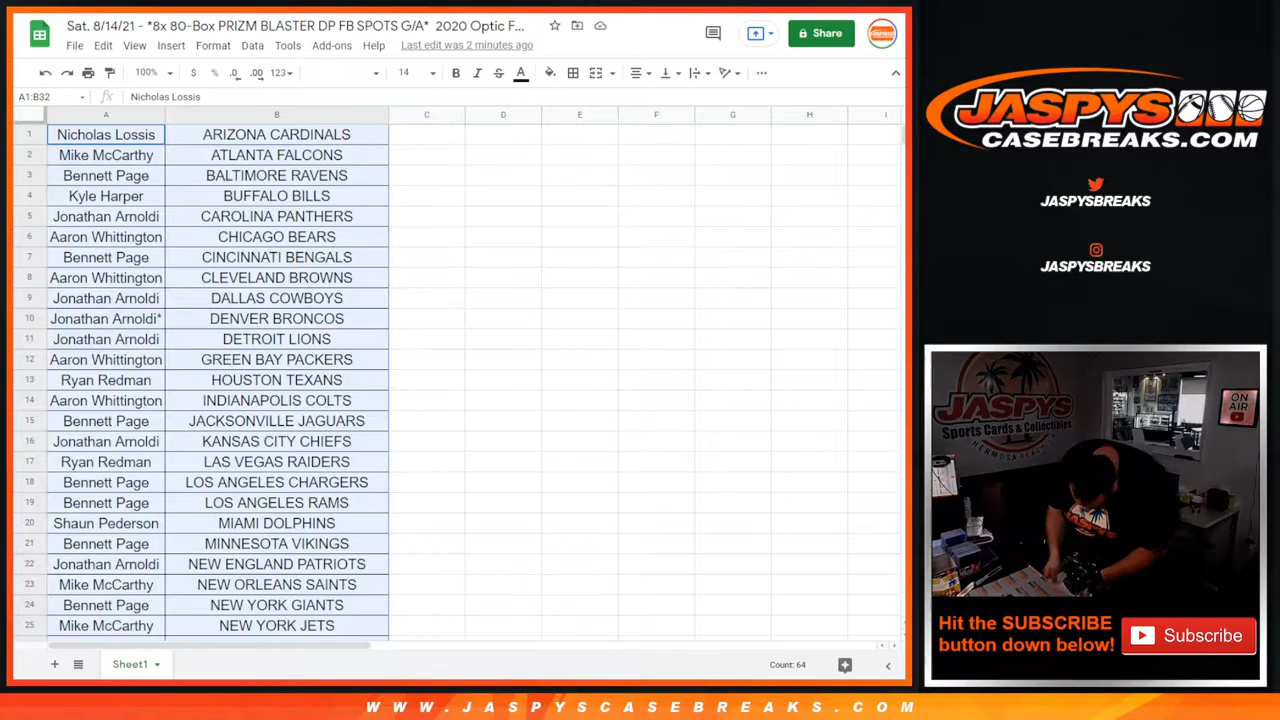 Sat. 8/14/21 - *8x 80-Box PRIZM BLASTER DP FB SPOTS G/A* 2020 Optic F...
File Edit View Insert Format Data Tools Add-ons Help Last edit was 2 minutes ago
Share
100% $ % .0 .00 123 14 B I S A
A1:B32 fx Nicholas Lossis
A B C D E F G H I
1 Nicholas Lossis ARIZONA CARDINALS
2 Mike McCarthy ATLANTA FALCONS
3 Bennett Page BALTIMORE RAVENS
4 Kyle Harper BUFFALO BILLS
5 Jonathan Arnoldi CAROLINA PANTHERS
6 Aaron Whittington CHICAGO BEARS
7 Bennett Page CINCINNATI BENGALS
8 Aaron Whittington CLEVELAND BROWNS
9 Jonathan Arnoldi DALLAS COWBOYS
10 Jonathan Arnoldi* DENVER BRONCOS
11 Jonathan Arnoldi DETROIT LIONS
12 Aaron Whittington GREEN BAY PACKERS
13 Ryan Redman HOUSTON TEXANS
14 Aaron Whittington INDIANAPOLIS COLTS
15 Bennett Page JACKSONVILLE JAGUARS
16 Jonathan Arnoldi KANSAS CITY CHIEFS
17 Ryan Redman LAS VEGAS RAIDERS
18 Bennett Page LOS ANGELES CHARGERS
19 Bennett Page LOS ANGELES RAMS
20 Shaun Pederson MIAMI DOLPHINS
21 Bennett Page MINNESOTA VIKINGS
22 Jonathan Arnoldi NEW ENGLAND PATRIOTS
23 Mike McCarthy NEW ORLEANS SAINTS
24 Bennett Page NEW YORK GIANTS
25 Mike McCarthy NEW YORK JETS
Sheet1
Count: 64
JASPYS
CASEBREAKS.COM
JASPYSBREAKS
JASPYSBREAKS
JASPYS
Sports Cards & Collectibles
HERMOSA BEACH
ON AIR
JASPYS
Hit the SUBSCRIBE
button down below!
Subscribe
WWW.JASPYSCASEBREAKS.COM